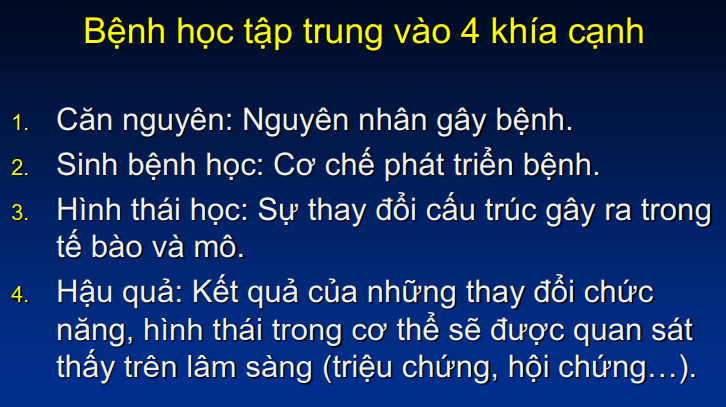 Bệnh học tập trung vào 4 khía cạnh
1. Căn nguyên: Nguyên nhân gây bệnh.
2. Sinh bệnh học: Cơ chế phát triển bệnh.
3. Hình thái học: Sự thay đổi cấu trúc gây ra trong
tế bào và mô.
4. Hậu quả: Kết quả của những thay đổi chức
năng, hình thái trong cơ thể sẽ được quan sát
thấy trên lâm sàng (triệu chứng, hội chứng…).